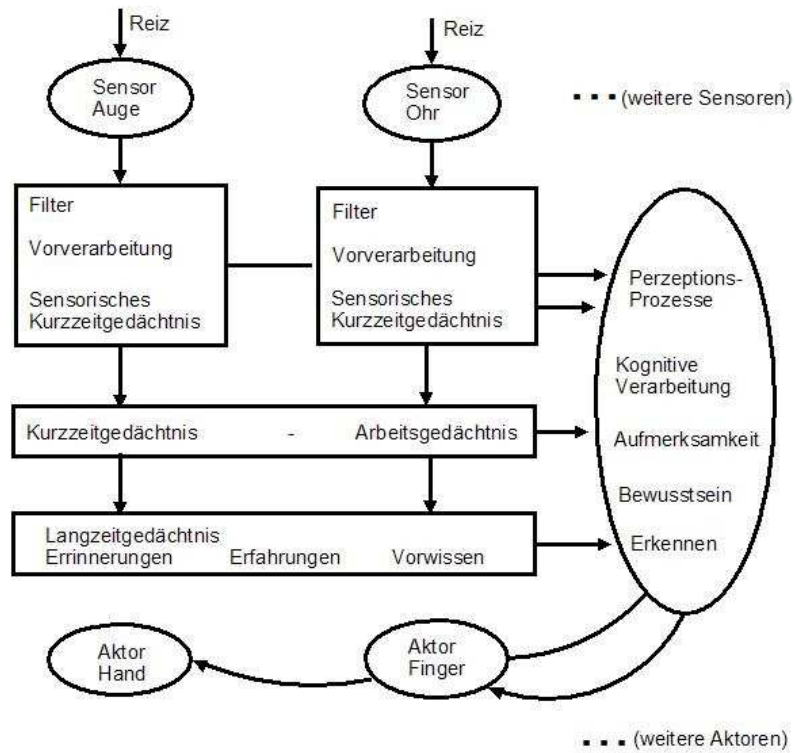 Reiz
Reiz
Sensor
Auge
Sensor
Ohr
▪ ▪ ▪ (weitere Sensoren)
Filter
Vorverarbeitung
Sensorisches
Kurzzeitgedächtnis
Filter
Vorverarbeitung
Sensorisches
Kurzzeitgedächtnis
Perzeptions-
Prozesse
Kognitive
Verarbeitung
Aufmerksamkeit
Bewusstsein
Erkennen
Kurzzeitgedächtnis - Arbeitsgedächtnis
Langzeitgedächtnis
Errinnerungen Erfahrungen Vorwissen
Aktor
Hand
Aktor
Finger
▪ ▪ ▪ (weitere Aktoren)